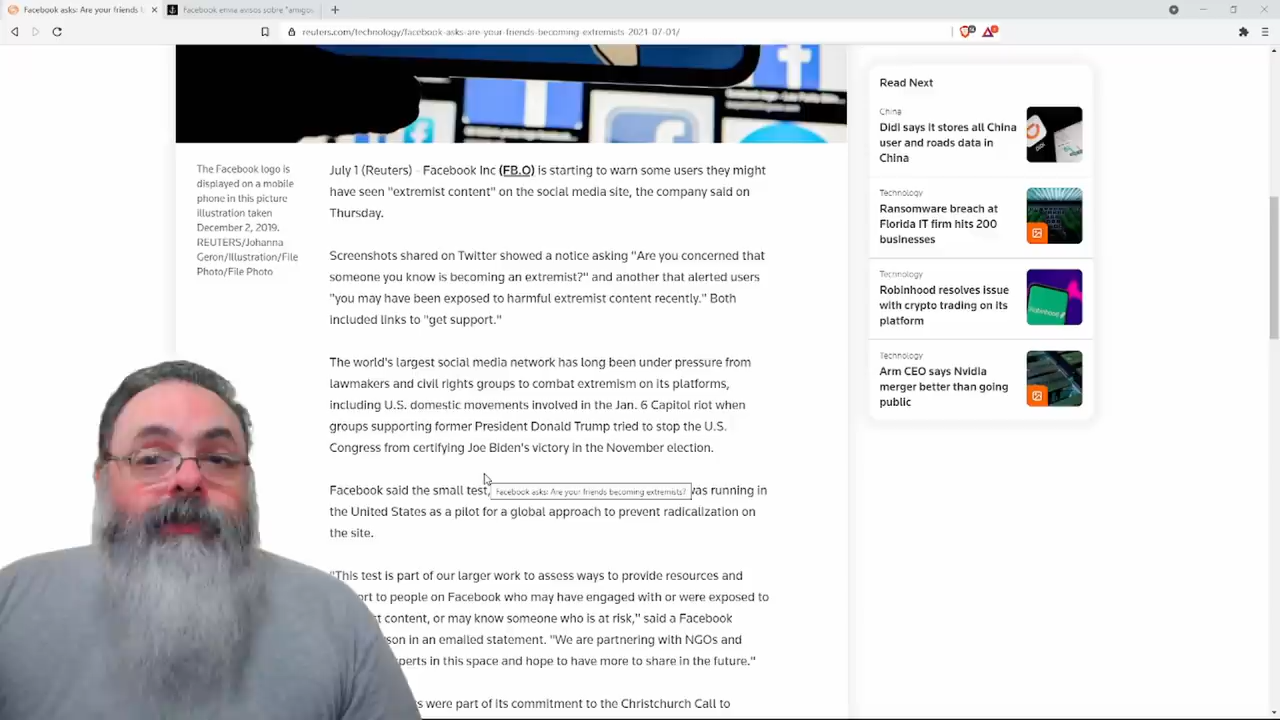 Facebook asks: Are your friends b
Facebook envia avisos sobre "amigos
reuters.com/technology/facebook-asks-are-your-friends-becoming-extremists-2021-07-01/
The Facebook logo is
displayed on a mobile
phone in this picture
illustration taken
December 2, 2019.
REUTERS/Johanna
Geron/Illustration/File
Photo/File Photo
July 1 (Reuters) - Facebook Inc (FB.O) is starting to warn some users they might
have seen "extremist content" on the social media site, the company said on
Thursday.
Screenshots shared on Twitter showed a notice asking "Are you concerned that
someone you know is becoming an extremist?" and another that alerted users
"you may have been exposed to harmful extremist content recently." Both
included links to "get support."
The world's largest social media network has long been under pressure from
lawmakers and civil rights groups to combat extremism on its platforms,
including U.S. domestic movements involved in the Jan. 6 Capitol riot when
groups supporting former President Donald Trump tried to stop the U.S.
Congress from certifying Joe Biden's victory in the November election.
Facebook said the small test, was running in
Facebook asks: Are your friends becoming extremists?
the United States as a pilot for a global approach to prevent radicalization on
the site.
"This test is part of our larger work to assess ways to provide resources and
ort to people on Facebook who may have engaged with or were exposed to
st content, or may know someone who is at risk," said a Facebook
son in an emailed statement. "We are partnering with NGOs and
perts in this space and hope to have more to share in the future."
s were part of its commitment to the Christchurch Call to
Read Next
China
Didi says it stores all China
user and roads data in
China
Technology
Ransomware breach at
Florida IT firm hits 200
businesses
Technology
Robinhood resolves issue
with crypto trading on its
platform
Technology
Arm CEO says Nvidia
merger better than going
public